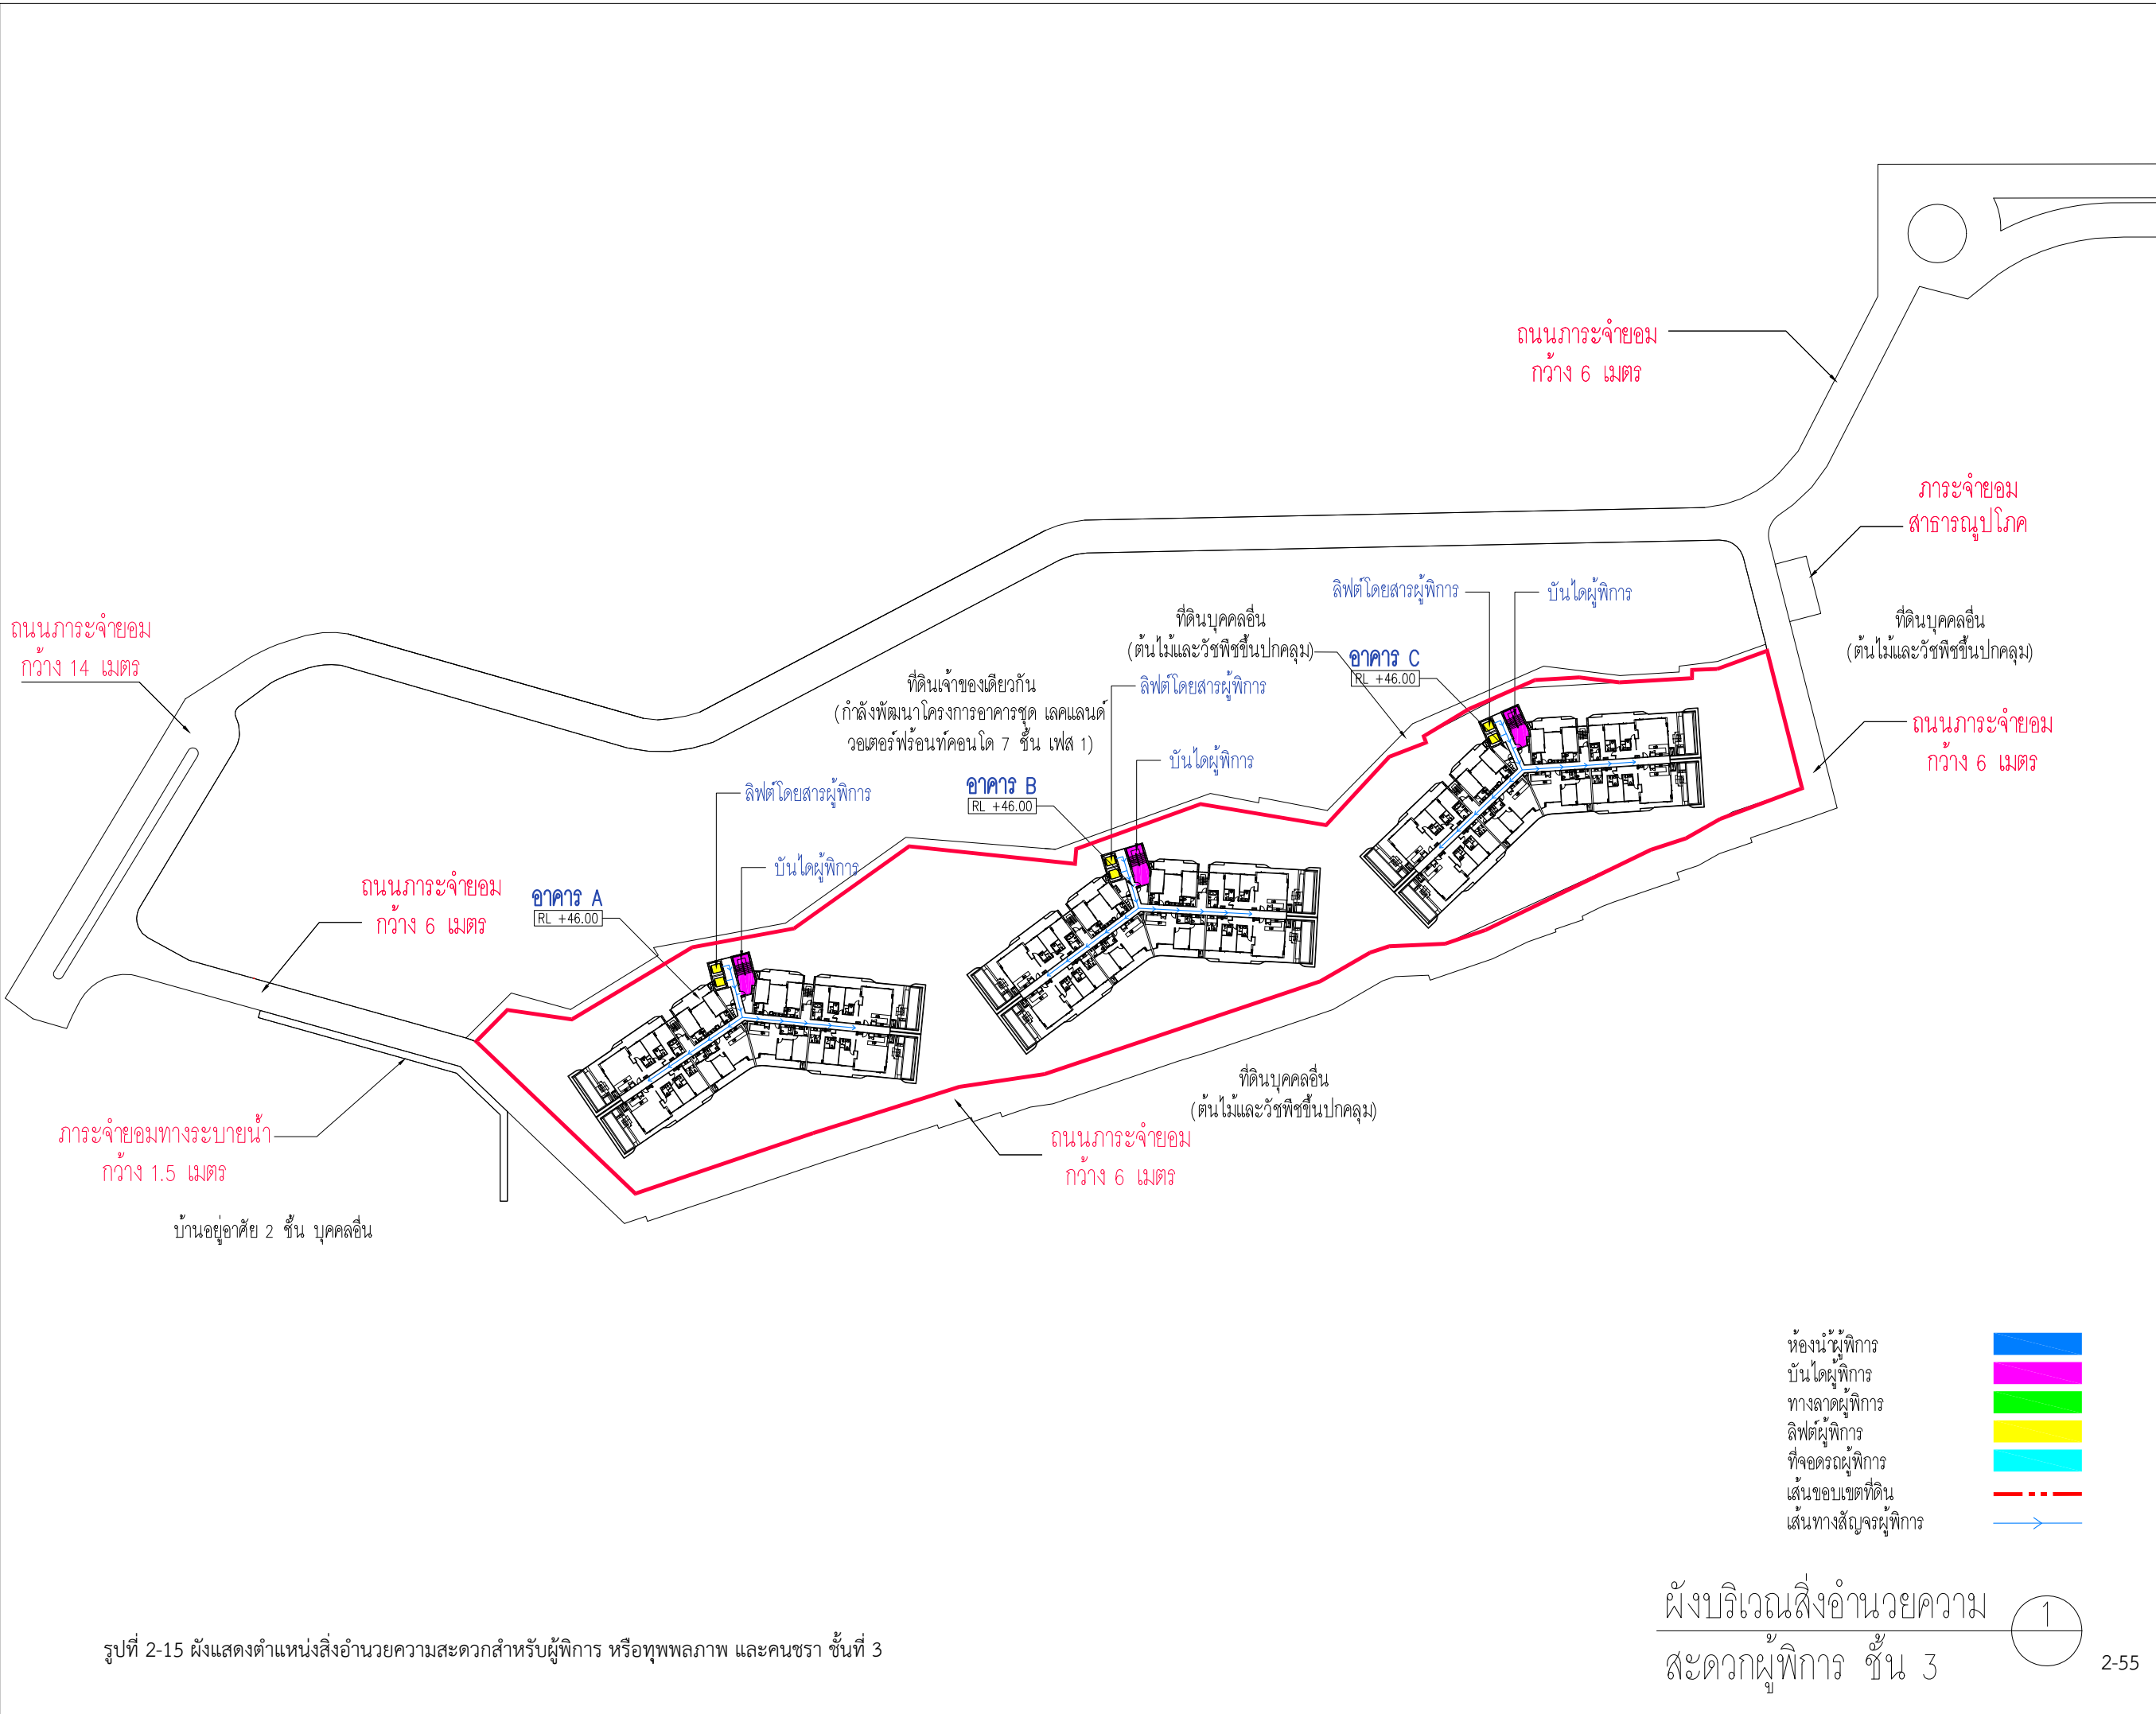 ถนนภาระจำยอม
กว้าง 6 เมตร
ภาระจำยอม
สาธารณูปโภค
ลิฟต์โดยสารผู้พิการ
บันไดผู้พิการ
ที่ดินบุคคลอื่น
(ต้นไม้และวัชพืชขึ้นปกคลุม)
ที่ดินบุคคลอื่น
(ต้นไม้และวัชพืชขึ้นปกคลุม)
ถนนภาระจำยอม
กว้าง 14 เมตร
อาคาร C
RL +46.00
ที่ดินเจ้าของเดียวกัน
(กำลังพัฒนาโครงการอาคารชุด เลคแลนด์
วอเตอร์ฟร้อนท์คอนโด 7 ชั้น เฟส 1)
ลิฟต์โดยสารผู้พิการ
ถนนภาระจำยอม
กว้าง 6 เมตร
บันไดผู้พิการ
อาคาร B
RL +46.00
ลิฟต์โดยสารผู้พิการ
บันไดผู้พิการ
ถนนภาระจำยอม
กว้าง 6 เมตร
อาคาร A
RL +46.00
ที่ดินบุคคลอื่น
(ต้นไม้และวัชพืชขึ้นปกคลุม)
ภาระจำยอมทางระบายน้ำ
กว้าง 1.5 เมตร
ถนนภาระจำยอม
กว้าง 6 เมตร
บ้านอยู่อาศัย 2 ชั้น บุคคลอื่น
ห้องน้ำผู้พิการ
บันไดผู้พิการ
ทางลาดผู้พิการ
ลิฟต์ผู้พิการ
ที่จอดรถผู้พิการ
เส้นขอบเขตที่ดิน
เส้นทางสัญจรผู้พิการ
ผังบริเวณสิ่งอำนวยความ
สะดวกผู้พิการ ชั้น 3
1
รูปที่ 2-15 ผังแสดงตำแหน่งสิ่งอำนวยความสะดวกสำหรับผู้พิการ หรือทุพพลภาพ และคนชรา ชั้นที่ 3
2-55